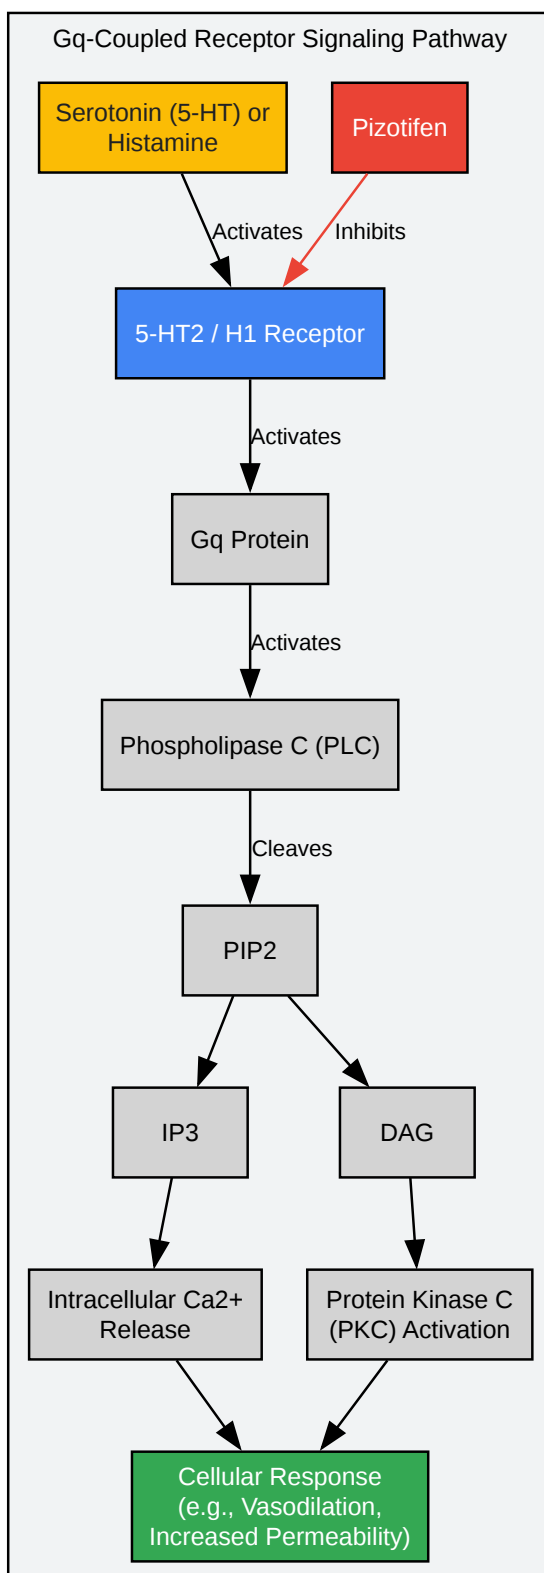 Gq-Coupled Receptor Signaling Pathway
Serotonin (5-HT) or
Histamine
Pizotifen
Activates
Inhibits
5-HT2 / H1 Receptor
Activates
Gq Protein
Activates
Phospholipase C (PLC)
Cleaves
PIP2
IP3
DAG
Intracellular Ca2+
Release
Protein Kinase C
(PKC) Activation
Cellular Response
(e.g., Vasodilation,
Increased Permeability)